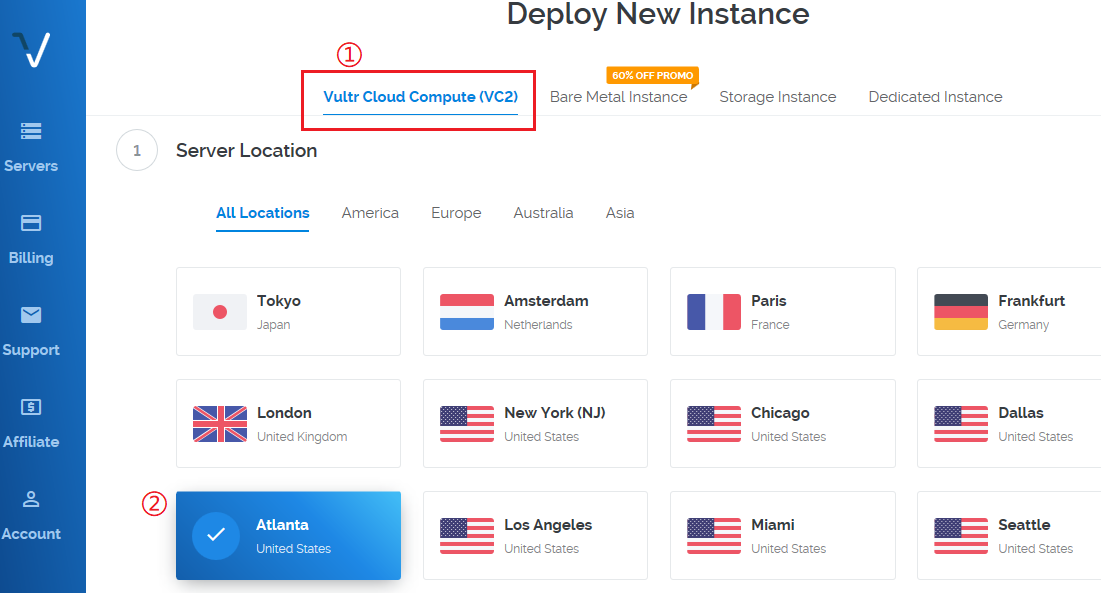 Deploy New Instance
①
60% OFF PROMO
Vultr Cloud Compute (VC2) Bare Metal Instance Storage Instance Dedicated Instance
1 Server Location
Servers
All Locations America Europe Australia Asia
Billing
Tokyo Amsterdam Paris Frankfurt
Japan Netherlands France Germany
Support
London New York (NJ) Chicago Dallas
United Kingdom United States United States United States
Affiliate
②
Atlanta Los Angeles Miami Seattle
United States United States United States United States
Account